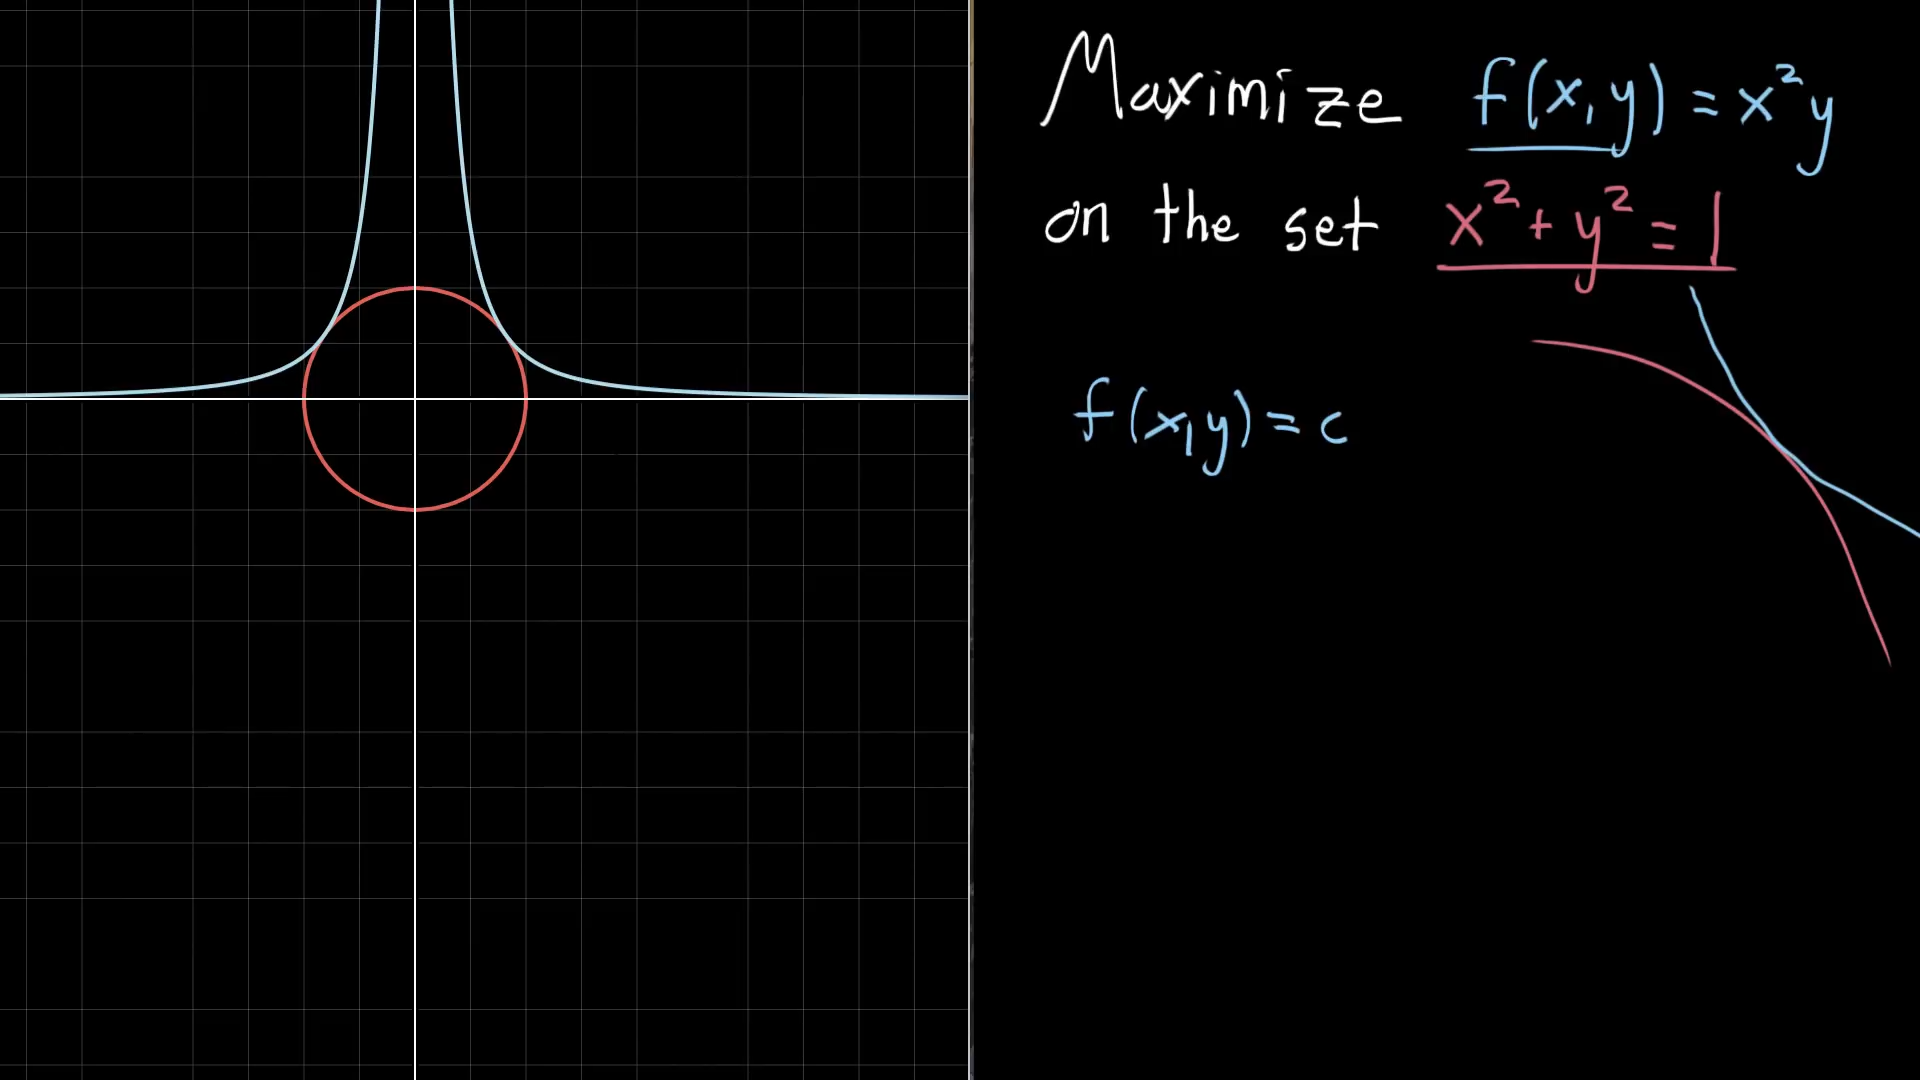 Maximize f(x,y) = x²y
on the set x² + y² = 1
f(x,y) = c